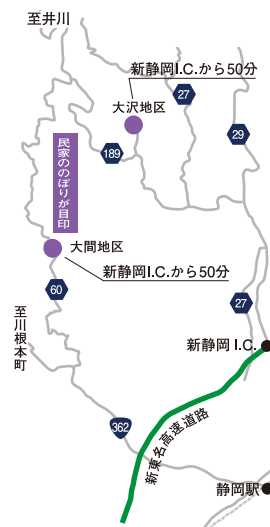 至井川
新静岡I.C.から50分
大沢地区
27
29
189
民家ののぼりが目印
大間地区
新静岡I.C.から50分
60
27
至川根本町
新静岡 I.C.
362
新東名高速道路
静岡駅